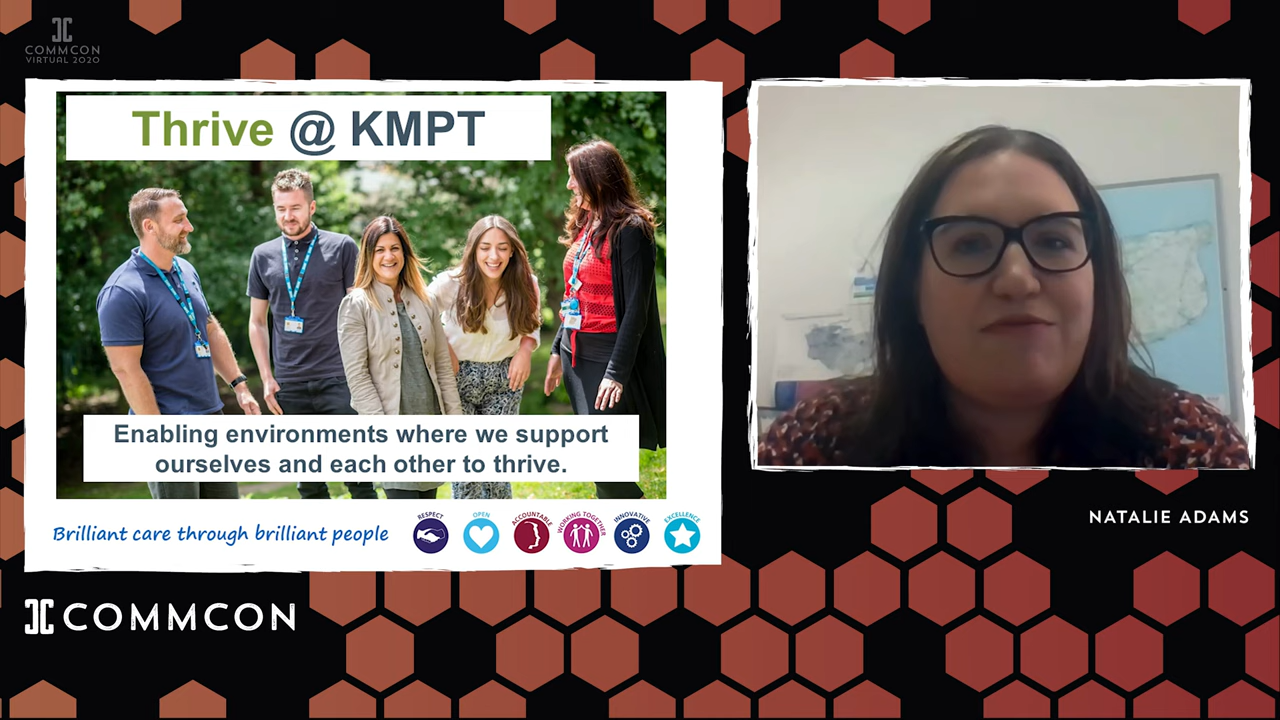 COMMCON
VIRTUAL 2020
Thrive @ KMPT
Enabling environments where we support
ourselves and each other to thrive.
Brilliant care through brilliant people
RESPECT
OPEN
ACCOUNTABLE
WORKING TOGETHER
INNOVATIVE
EXCELLENCE
NATALIE ADAMS
COMMCON